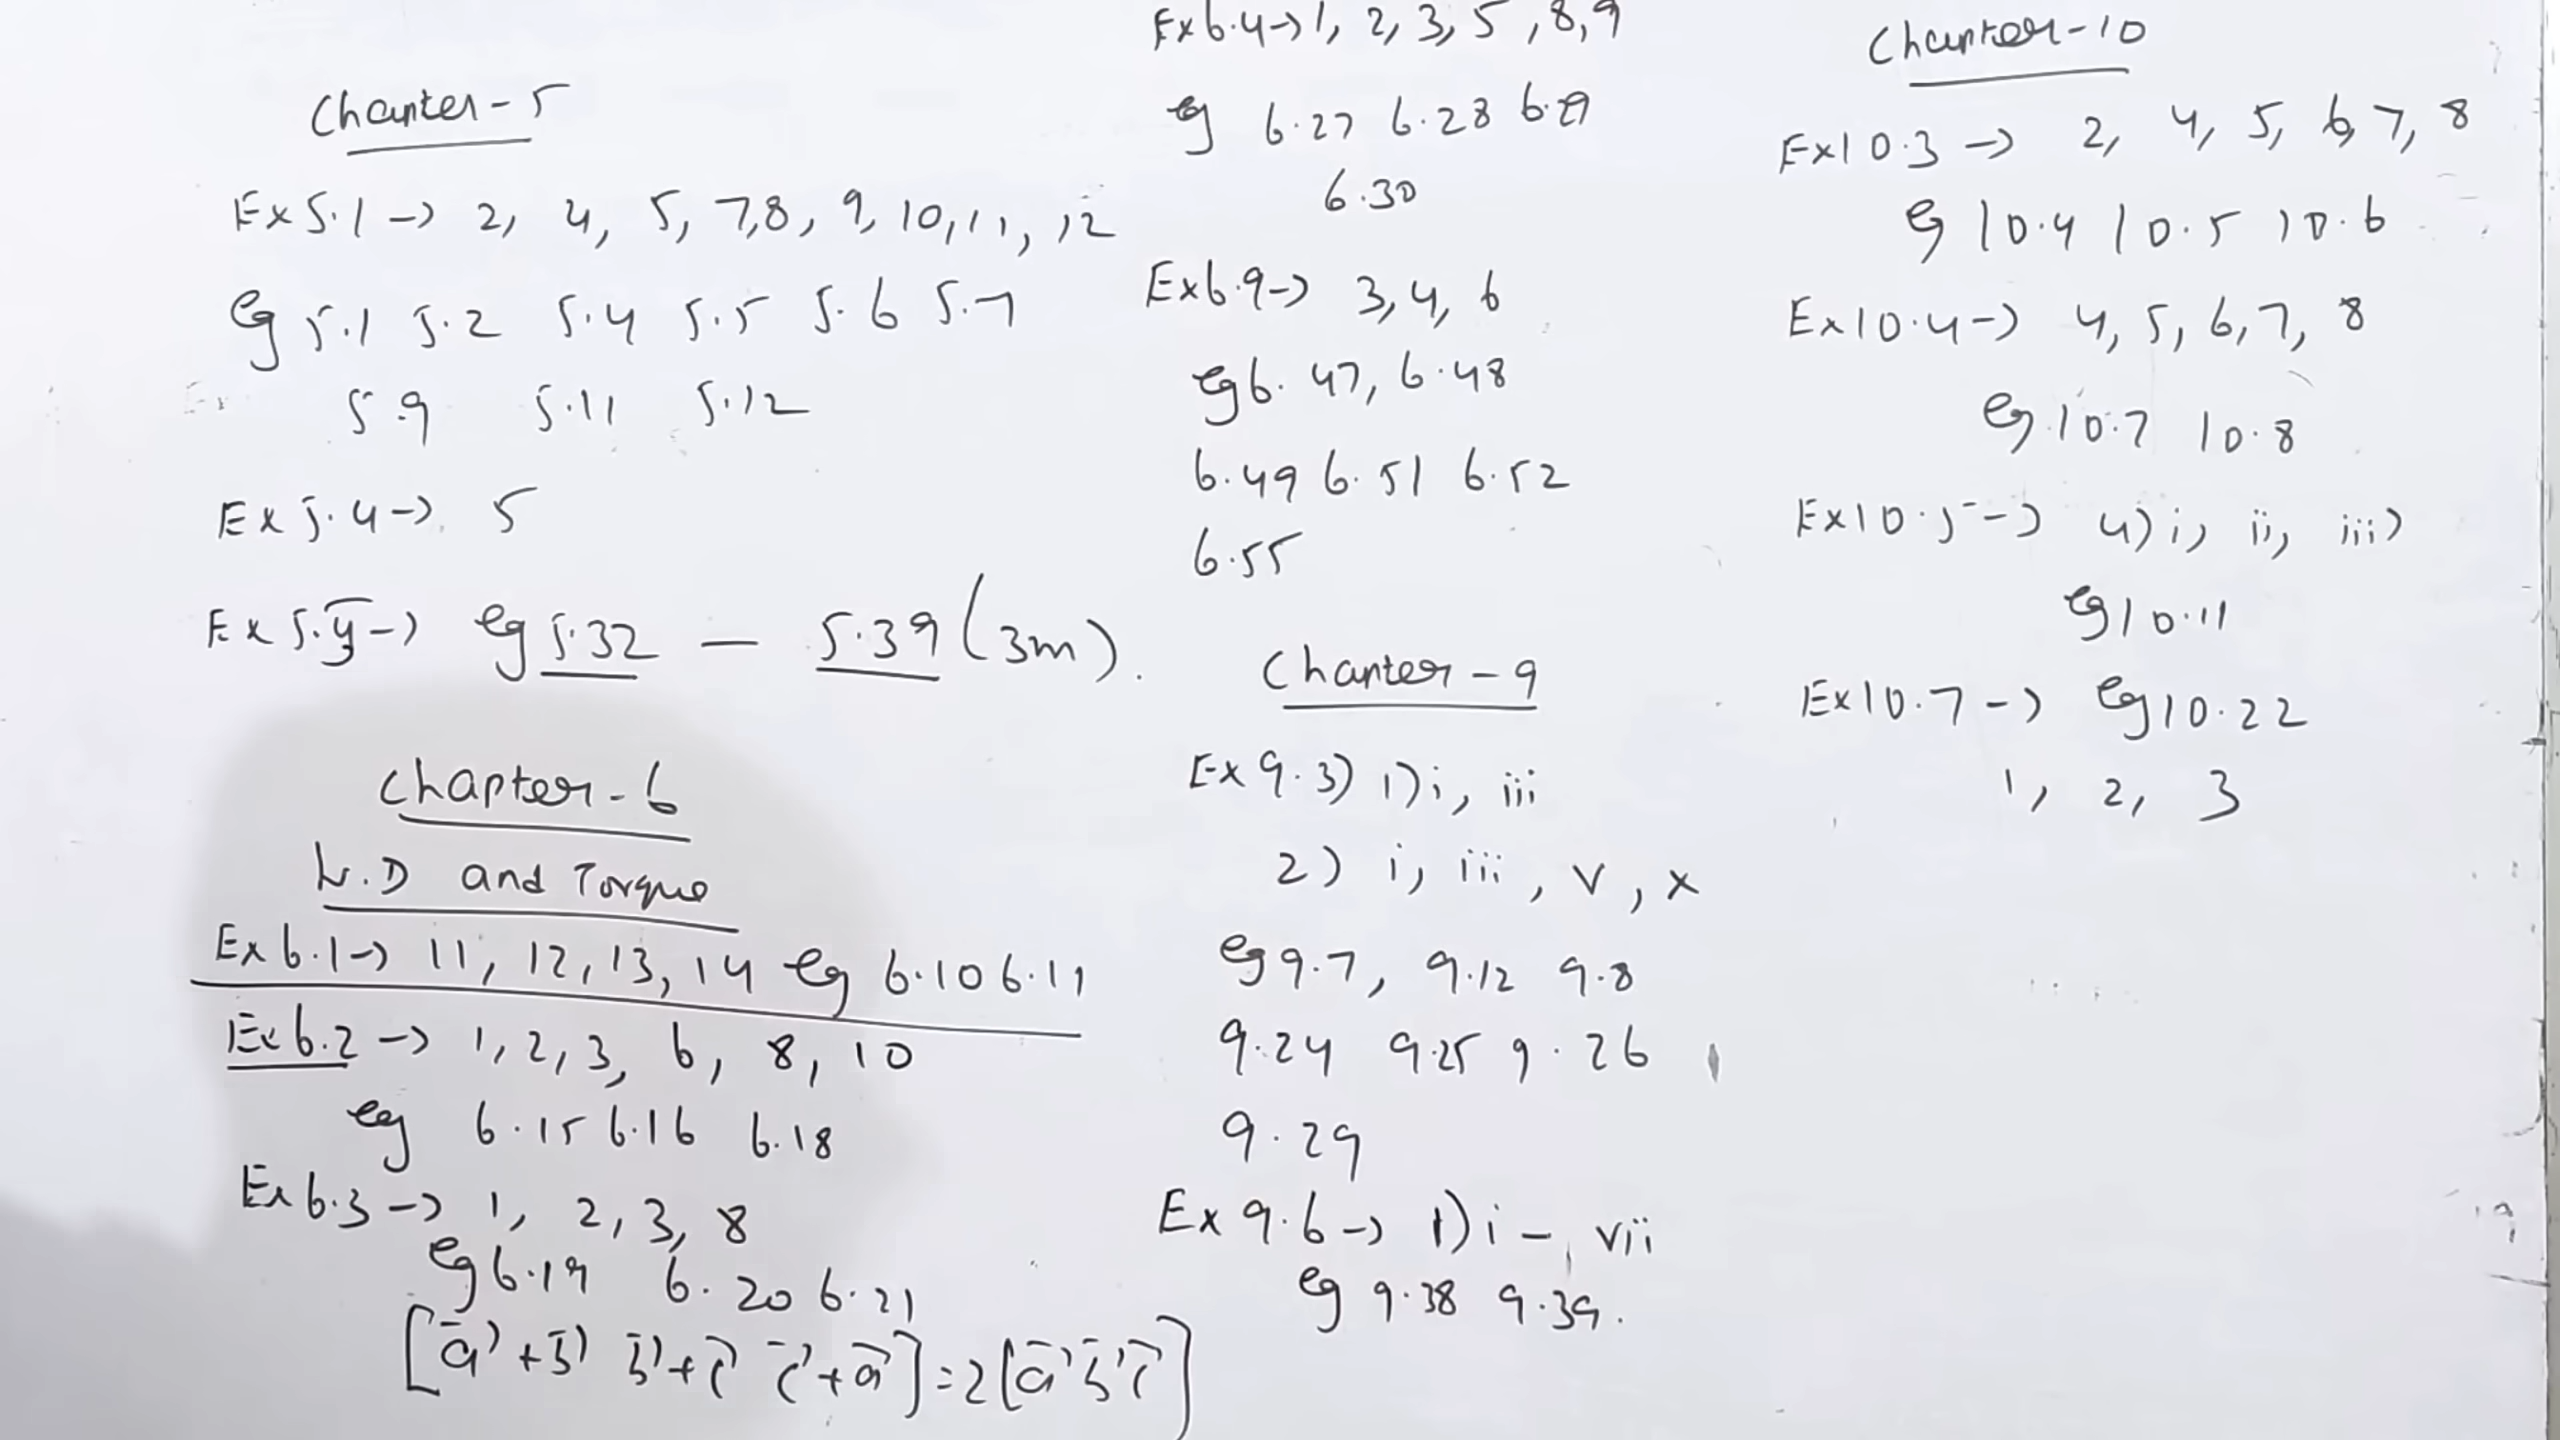 Chapter-5
Ex 5.1 → 2, 4, 5, 7, 8, 9, 10, 11, 12
eg 5.1 5.2 5.4 5.5 5.6 5.7
5.9 5.11 5.12
Ex 5.4 → 5
Ex 5. → eg 5.32 — 5.39 (3m).
Chapter-6
W.D and Torque
Ex 6.1 → 11, 12, 13, 14 eg 6.10 6.11
Ex 6.2 → 1, 2, 3, 6, 8, 10
eg 6.15 6.16 6.18
Ex 6.3 → 1, 2, 3, 8
eg 6.19 6.20 6.21
[a⃗+b⃗ b⃗+c⃗ c⃗+a⃗] = 2[a⃗ b⃗ c⃗]
Ex 6.4 → 1, 2, 3, 5, 8, 9
eg 6.27 6.28 6.29
6.30
Ex 6.9 → 3, 4, 6
eg 6.47, 6.48
6.49 6.51 6.52
6.55
Chapter-9
Ex 9.3) 1) i, iii
2) i, iii, v, x
eg 9.7, 9.12 9.8
9.24 9.25 9.26
9.29
Ex 9.6 → 1) i - vii
eg 9.38 9.39.
Chapter-10
Ex 10.3 → 2, 4, 5, 6, 7, 8
eg 10.4 10.5 10.6
Ex 10.4 → 4, 5, 6, 7, 8
eg 10.7 10.8
Ex 10.5 → 4) i, ii, iii)
eg 10.11
Ex 10.7 → eg 10.22
1, 2, 3